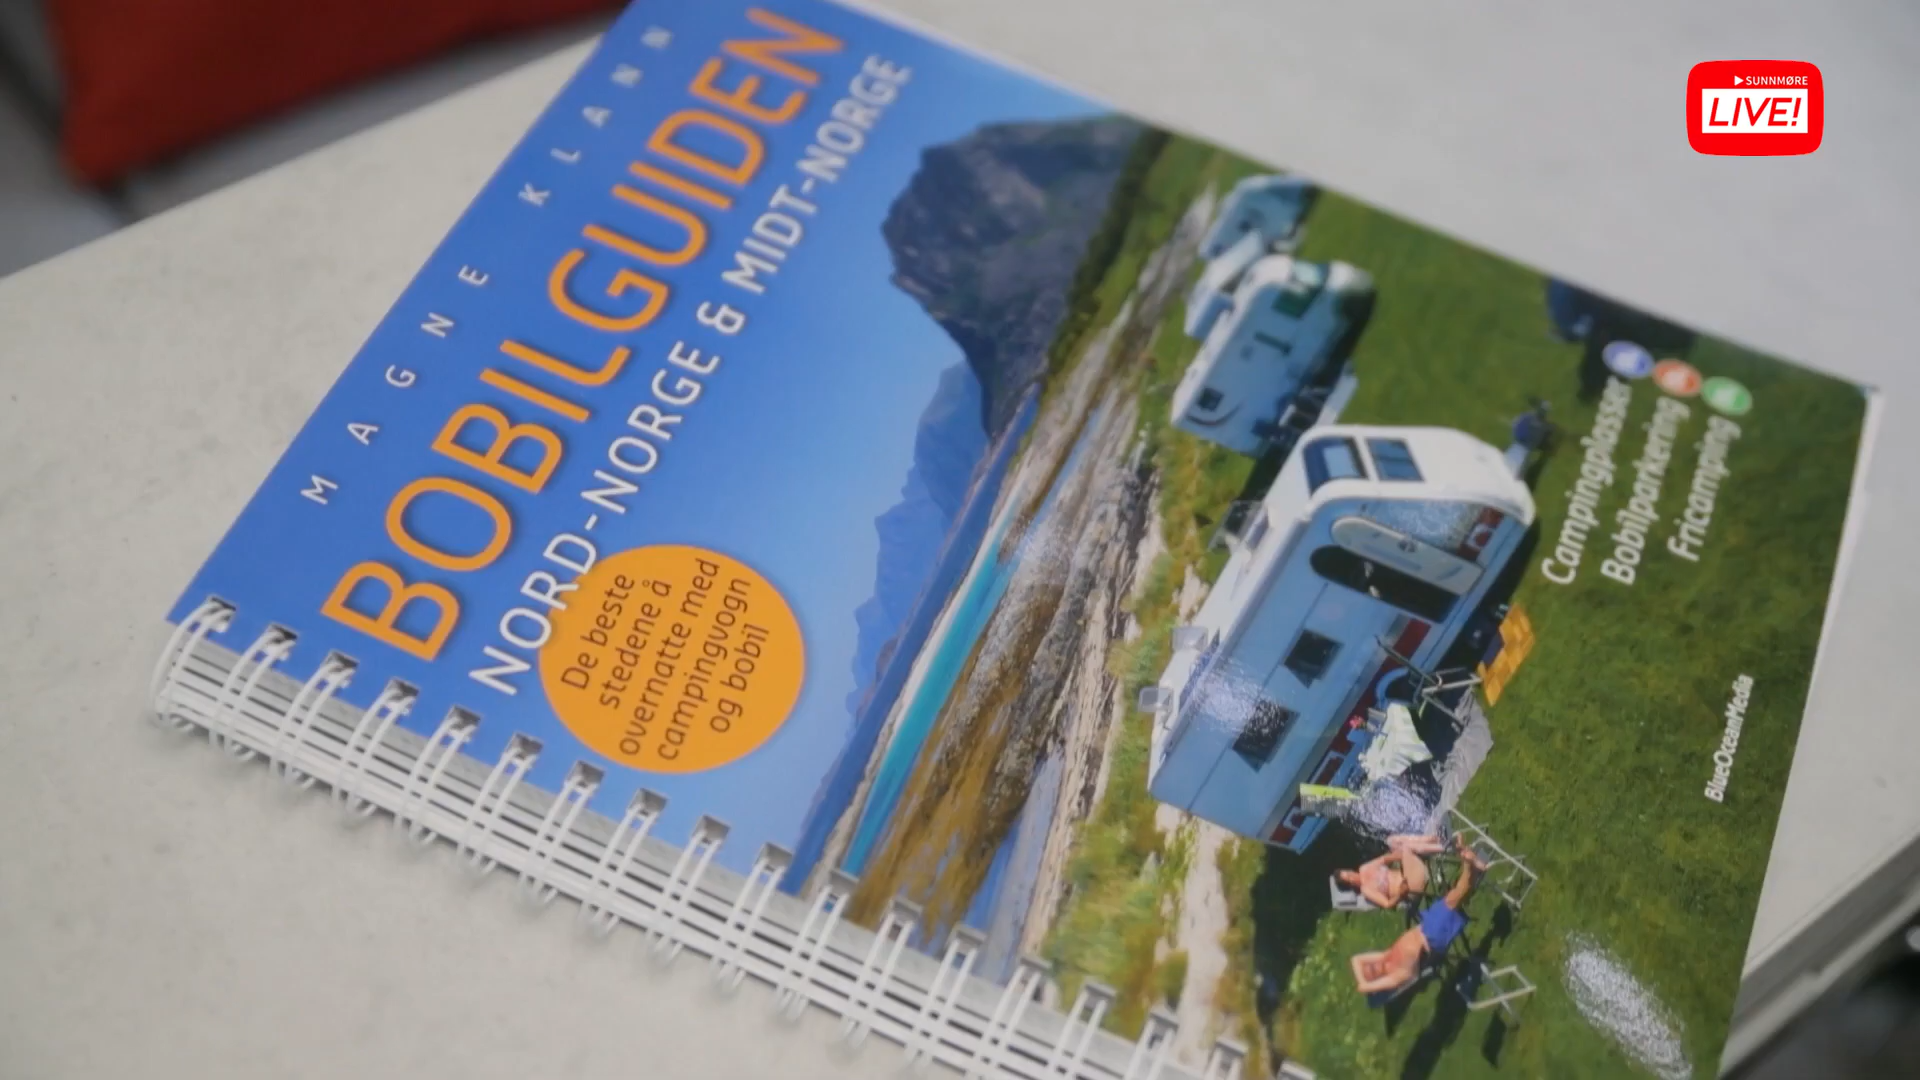 MAGNE KLANN
BOBILGUIDEN
NORD-NORGE & MIDT-NORGE
De beste
stedene å
overnatte med
campingvogn
og bobil
Campingplasser
Bobilparkering
Fricamping
BlueOceanMedia
SUNNMØRE
LIVE!